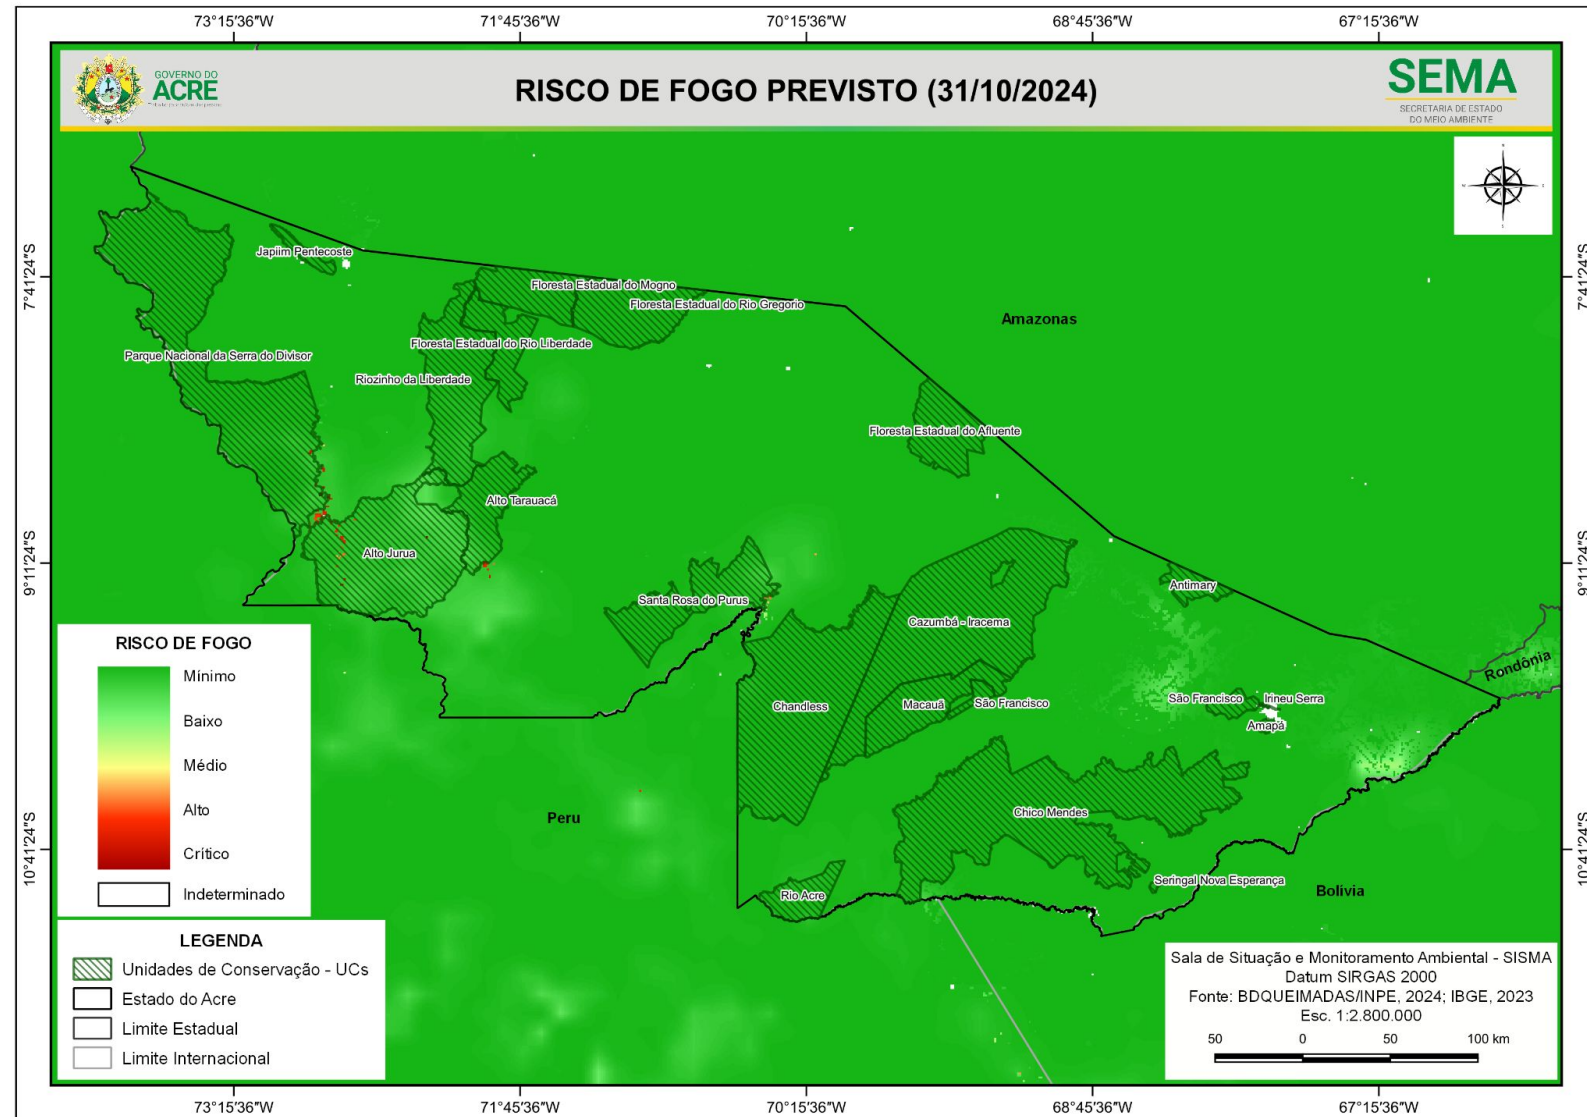 73°15'36"W
71°45'36"W
70°15'36"W
68°45'36"W
67°15'36"W
GOVERNO DO
ACRE
RISCO DE FOGO PREVISTO (31/10/2024)
SEMA
SECRETARIA DE ESTADO
DO MEIO AMBIENTE
7°41'24"S
7°41'24"S
Japiim Pentecoste
Floresta Estadual do Mogno
Floresta Estadual do Rio Gregorio
Amazonas
Floresta Estadual do Rio Liberdade
Parque Nacional da Serra do Divisor
Riozinho da Liberdade
Floresta Estadual do Afluente
Alto Tarauacá
Alto Jurua
9°11'24"S
9°11'24"S
Antimary
Santa Rosa do Purus
Cazumbá - Iracema
Rondônia
Chandless
Macauã
São Francisco
São Francisco
Irineu Serra
Amapá
Peru
Chico Mendes
10°41'24"S
10°41'24"S
Seringal Nova Esperança
Rio Acre
Bolivia
RISCO DE FOGO
Mínimo
Baixo
Médio
Alto
Crítico
Indeterminado
LEGENDA
Unidades de Conservação - UCs
Estado do Acre
Limite Estadual
Limite Internacional
Sala de Situação e Monitoramento Ambiental - SISMA
Datum SIRGAS 2000
Fonte: BDQUEIMADAS/INPE, 2024; IBGE, 2023
Esc. 1:2.800.000
50 0 50 100 km
73°15'36"W
71°45'36"W
70°15'36"W
68°45'36"W
67°15'36"W